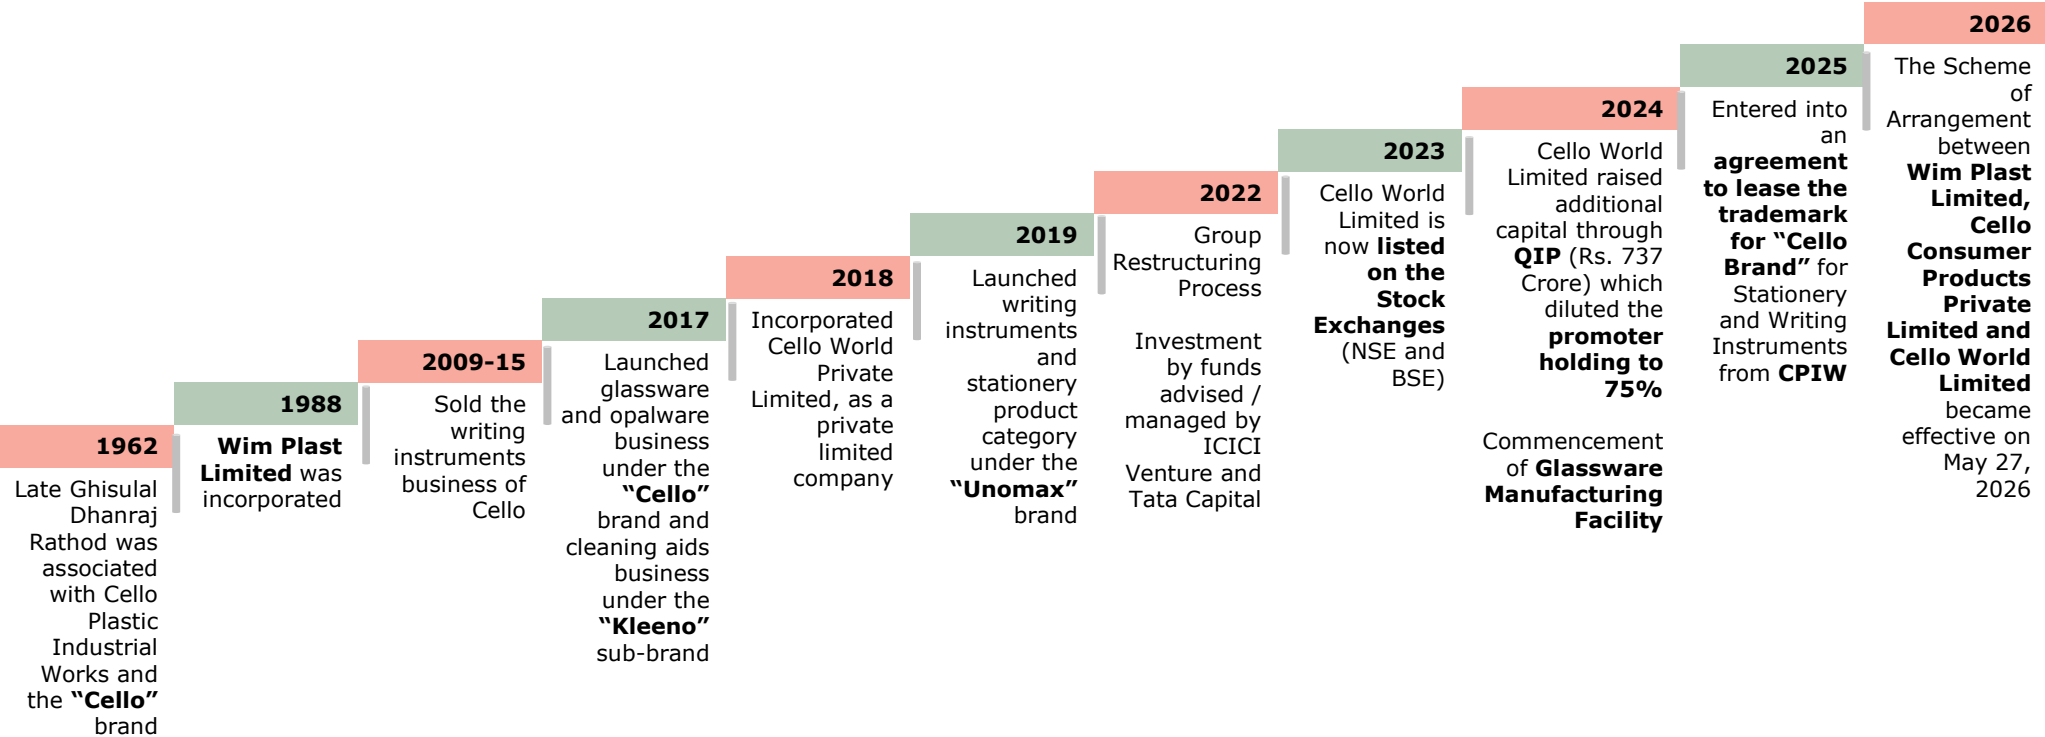 1962
Late Ghisulal
Dhanraj
Rathod was
associated
with Cello
Plastic
Industrial
Works and
the “Cello”
brand
1988
Wim Plast
Limited was
incorporated
2009-15
Sold the
writing
instruments
business of
Cello
2017
Launched
glassware
and opalware
business
under the
“Cello”
brand and
cleaning aids
business
under the
“Kleeno”
sub-brand
2018
Incorporated
Cello World
Private
Limited, as a
private
limited
company
2019
Launched
writing
instruments
and
stationery
product
category
under the
“Unomax”
brand
2022
Group
Restructuring
Process
Investment
by funds
advised /
managed by
ICICI
Venture and
Tata Capital
2023
Cello World
Limited is
now listed
on the
Stock
Exchanges
(NSE and
BSE)
2024
Cello World
Limited raised
additional
capital through
QIP (Rs. 737
Crore) which
diluted the
promoter
holding to
75%
Commencement
of Glassware
Manufacturing
Facility
2025
Entered into
an
agreement
to lease the
trademark
for “Cello
Brand” for
Stationery
and Writing
Instruments
from CPIW
2026
The Scheme
of
Arrangement
between
Wim Plast
Limited,
Cello
Consumer
Products
Private
Limited and
Cello World
Limited
became
effective on
May 27,
2026